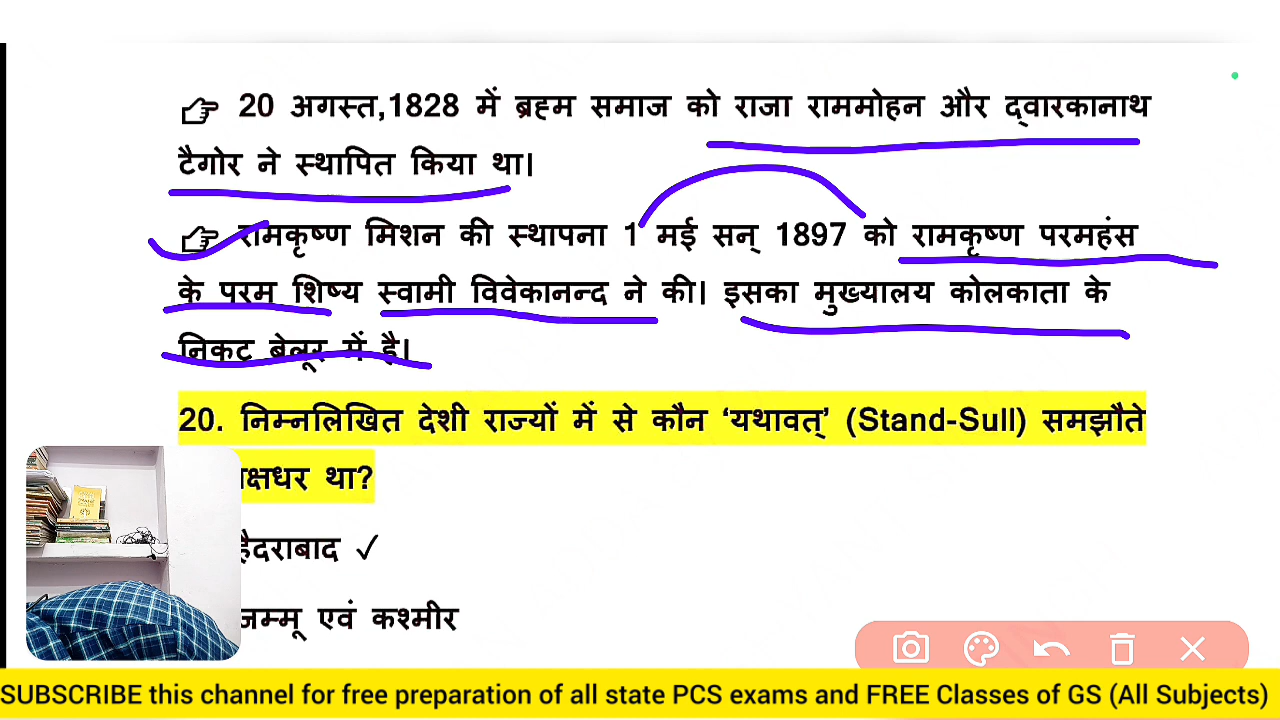 20 अगस्त,1828 में ब्रह्म समाज को राजा राममोहन और द्वारकानाथ
टैगोर ने स्थापित किया था।
रामकृष्ण मिशन की स्थापना 1 मई सन् 1897 को रामकृष्ण परमहंस
के परम शिष्य स्वामी विवेकानन्द ने की। इसका मुख्यालय कोलकाता के
निकट बेलूर में है।
20. निम्नलिखित देशी राज्यों में से कौन ‘यथावत्’ (Stand-Sull) समझौते
था?
हैदराबाद ✓
जम्मू एवं कश्मीर
SUBSCRIBE this channel for free preparation of all state PCS exams and FREE Classes of GS (All Subjects)